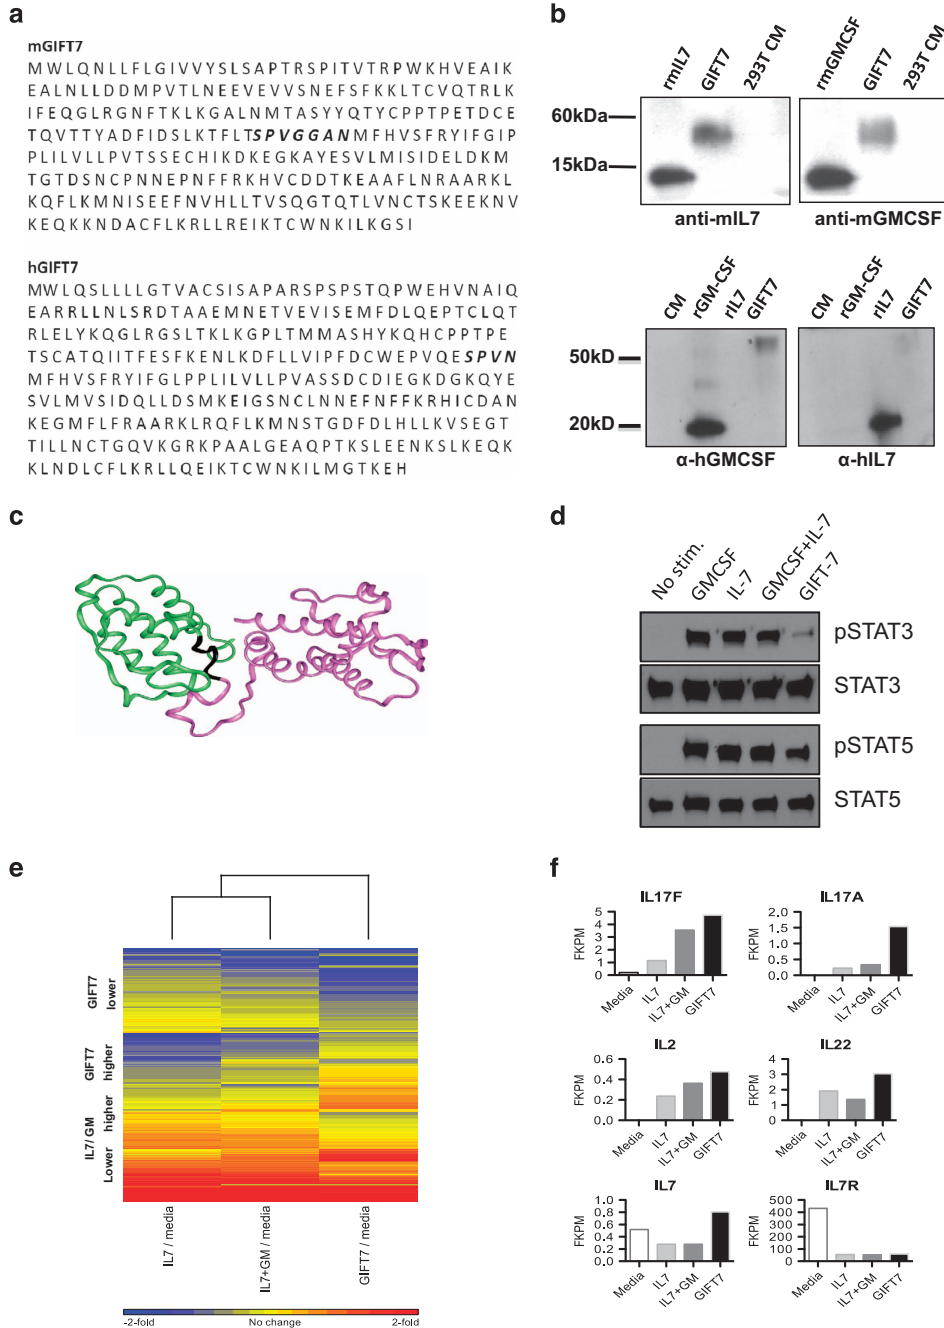 a
mGIFT7
MWLQNLLFLGIVVYSLSAPTRSPITVTRPWKHVEAIK
EALNLLDDMPVTLNEEVEVVSNEFSFKKLTCVQTRLK
IFEQGLRGNFTKLKGALNMTASYYQTYCPPTPETDCE
TQVTTYADFIDSLKTFLTSPVGGANMFHVSFRYIFGIP
PLILVLLPVTSSECHIKDKEGKAYESVLMISIDELDKM
TGTDSNCPNNEPNFFRKHVCDDTKEAAFLNRAARKL
KQFLKMNISEEFNVHLLTVSQGTQTLVNCTSKEEKNV
KEQKKNDACFLKRLLREIKTCWNKILKGSI
hGIFT7
MWLQSLLLLGTVACSISAPARSPSPSTQPWEHVNAIQ
EARRLLNLSRDTAAEMNETVEVISEMFDLQEPTCLQT
RLELYKQGLRGSLTKLKGPLTMMASHYKQHCPPTPE
TSCATQIITFESFKENLKDFLLVIPFDCWEPVQESPVN
MFHVSFRYIFGLPPLILVLLPVASSDCDIEGKDGKQYE
SVLMVSIDQLLDSMKEIGSNCLNNEFNFFKRHICDAN
KEGMFLFRAARKLRQFLKMNSTGDFDLHLLKVSEGT
TILLNCTGQVKGRKPAALGEAQPTKSLEENKSLKEQK
KLNDLCFLKRLLQEIKTCWNKILMGTKEH
b
rmIL7 GIFT7 293T CM
rmGMCSF GIFT7 293T CM
60kDa
15kDa
anti-mIL7
anti-mGMCSF
CM rGM-CSF rIL7 GIFT7
CM rGM-CSF rIL7 GIFT7
50kD
20kD
α-hGMCSF
α-hIL7
c
d
No stim. GMCSF IL-7 GMCSF+IL-7 GIFT-7
pSTAT3
STAT3
pSTAT5
STAT5
e
GIFT7 lower
GIFT7 higher
IL7/ GM higher
Lower
IL7 / media
IL7+GM / media
GIFT7 / media
-2-fold No change 2-fold
f
IL17F
FKPM
5
4
3
2
1
0
Media IL7 IL7+GM GIFT7
IL17A
FKPM
2.0
1.5
1.0
0.5
0.0
Media IL7 IL7+GM GIFT7
IL2
FKPM
0.6
0.4
0.2
0.0
Media IL7 IL7+GM GIFT7
IL22
FKPM
4
3
2
1
0
Media IL7 IL7+GM GIFT7
IL7
FKPM
1.0
0.8
0.6
0.4
0.2
0.0
Media IL7 IL7+GM GIFT7
IL7R
FKPM
500
400
300
200
100
0
Media IL7 IL7+GM GIFT7